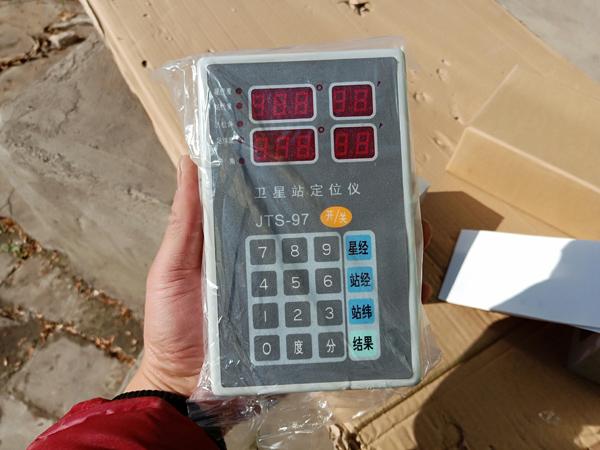 卫星站定位仪
JTS-97 开/关
7 8 9 星经
4 5 6 站经
1 2 3 站纬
0 度 分 结果